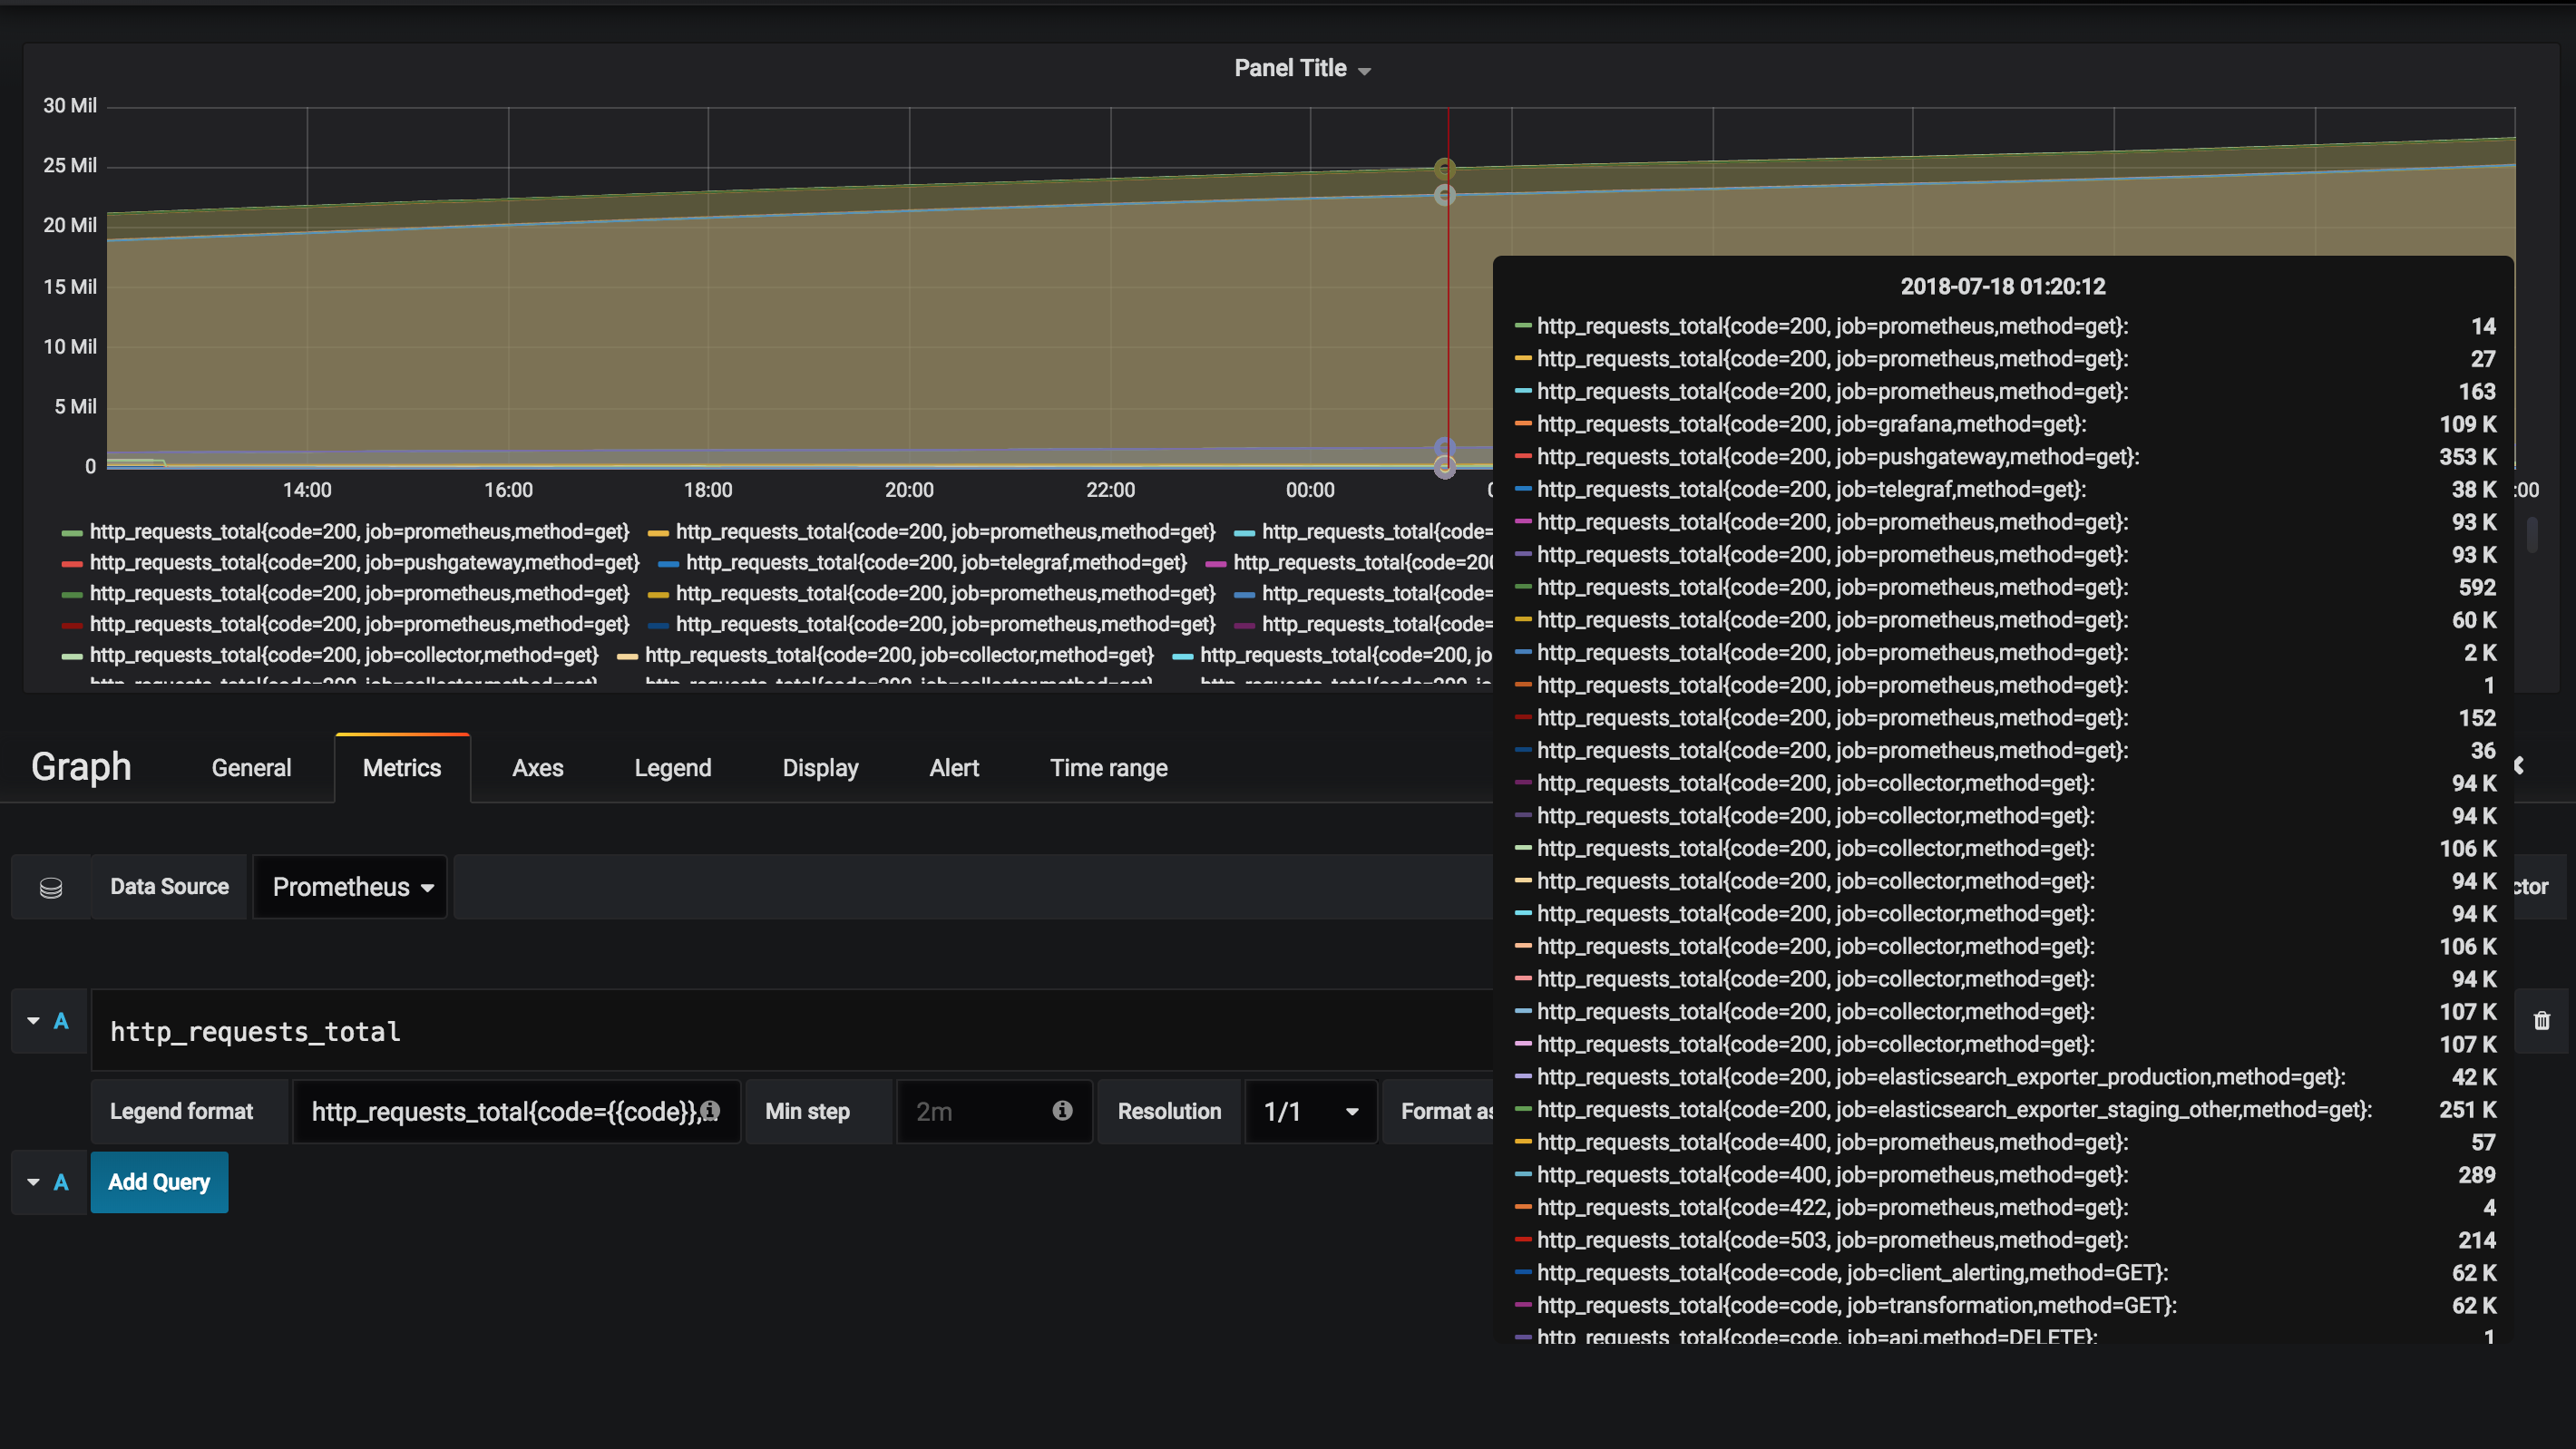 Panel Title
30 Mil
25 Mil
20 Mil
15 Mil
10 Mil
5 Mil
0
14:00 16:00 18:00 20:00 22:00 00:00 0 :00
http_requests_total{code=200, job=prometheus,method=get} http_requests_total{code=200, job=prometheus,method=get} http_requests_total{code=
http_requests_total{code=200, job=pushgateway,method=get} http_requests_total{code=200, job=telegraf,method=get} http_requests_total{code=200
http_requests_total{code=200, job=prometheus,method=get} http_requests_total{code=200, job=prometheus,method=get} http_requests_total{code=
http_requests_total{code=200, job=prometheus,method=get} http_requests_total{code=200, job=prometheus,method=get} http_requests_total{code=
http_requests_total{code=200, job=collector,method=get} http_requests_total{code=200, job=collector,method=get} http_requests_total{code=200, jo
http_requests_total{code=200, job=collector,method=get} http_requests_total{code=200, job=collector,method=get} http_requests_total{code=200, jo
2018-07-18 01:20:12
http_requests_total{code=200, job=prometheus,method=get}: 14
http_requests_total{code=200, job=prometheus,method=get}: 27
http_requests_total{code=200, job=prometheus,method=get}: 163
http_requests_total{code=200, job=grafana,method=get}: 109 K
http_requests_total{code=200, job=pushgateway,method=get}: 353 K
http_requests_total{code=200, job=telegraf,method=get}: 38 K
http_requests_total{code=200, job=prometheus,method=get}: 93 K
http_requests_total{code=200, job=prometheus,method=get}: 93 K
http_requests_total{code=200, job=prometheus,method=get}: 592
http_requests_total{code=200, job=prometheus,method=get}: 60 K
http_requests_total{code=200, job=prometheus,method=get}: 2 K
http_requests_total{code=200, job=prometheus,method=get}: 1
http_requests_total{code=200, job=prometheus,method=get}: 152
http_requests_total{code=200, job=prometheus,method=get}: 36
http_requests_total{code=200, job=collector,method=get}: 94 K
http_requests_total{code=200, job=collector,method=get}: 94 K
http_requests_total{code=200, job=collector,method=get}: 106 K
http_requests_total{code=200, job=collector,method=get}: 94 K
http_requests_total{code=200, job=collector,method=get}: 94 K
http_requests_total{code=200, job=collector,method=get}: 106 K
http_requests_total{code=200, job=collector,method=get}: 94 K
http_requests_total{code=200, job=collector,method=get}: 107 K
http_requests_total{code=200, job=collector,method=get}: 107 K
http_requests_total{code=200, job=elasticsearch_exporter_production,method=get}: 42 K
http_requests_total{code=200, job=elasticsearch_exporter_staging_other,method=get}: 251 K
http_requests_total{code=400, job=prometheus,method=get}: 57
http_requests_total{code=400, job=prometheus,method=get}: 289
http_requests_total{code=422, job=prometheus,method=get}: 4
http_requests_total{code=503, job=prometheus,method=get}: 214
http_requests_total{code=code, job=client_alerting,method=GET}: 62 K
http_requests_total{code=code, job=transformation,method=GET}: 62 K
http_requests_total{code=code, job=api,method=DELETE}: 1
Graph General Metrics Axes Legend Display Alert Time range
Data Source Prometheus ctor
A http_requests_total
Legend format http_requests_total{code={{code}}, Min step 2m Resolution 1/1 Format as
A Add Query